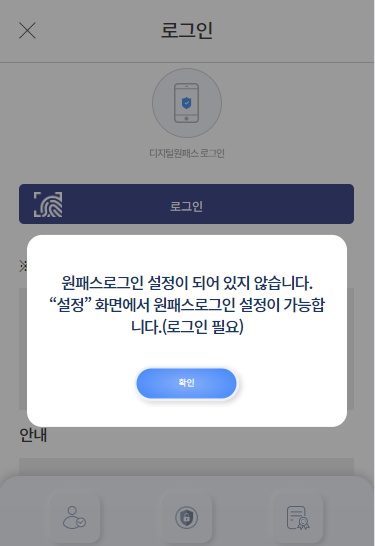 로그인
디지털원패스 로그인
로그인
※
원패스로그인 설정이 되어 있지 않습니다.
“설정” 화면에서 원패스로그인 설정이 가능합
니다.(로그인 필요)
확인
안내